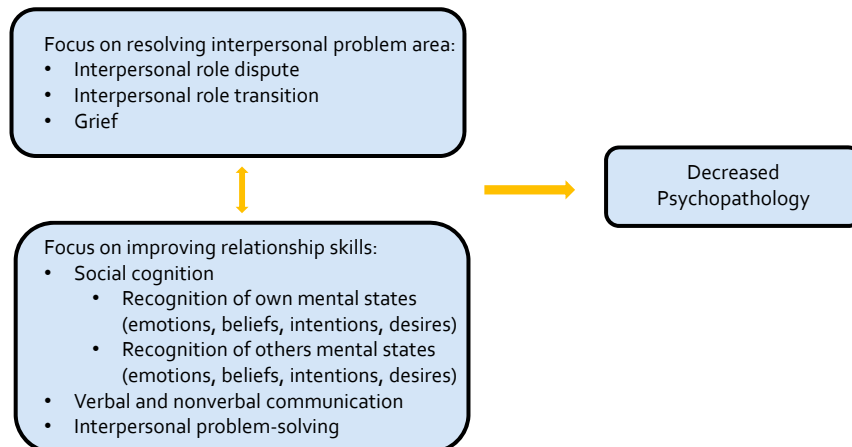 Focus on resolving interpersonal problem area:
• Interpersonal role dispute
• Interpersonal role transition
• Grief
Decreased
Psychopathology
Focus on improving relationship skills:
• Social cognition
• Recognition of own mental states
(emotions, beliefs, intentions, desires)
• Recognition of others mental states
(emotions, beliefs, intentions, desires)
• Verbal and nonverbal communication
• Interpersonal problem-solving